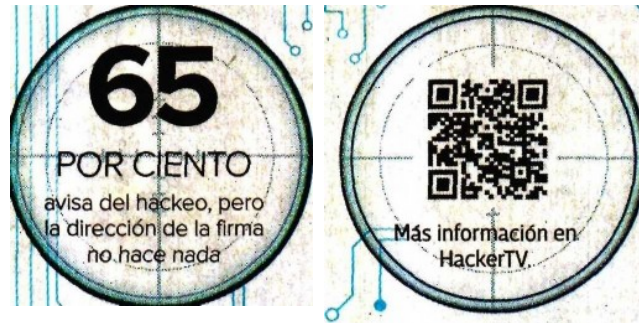 65
POR CIENTO
avisa del hackeo, pero
la dirección de la firma
no hace nada
Más información en
HackerTV.